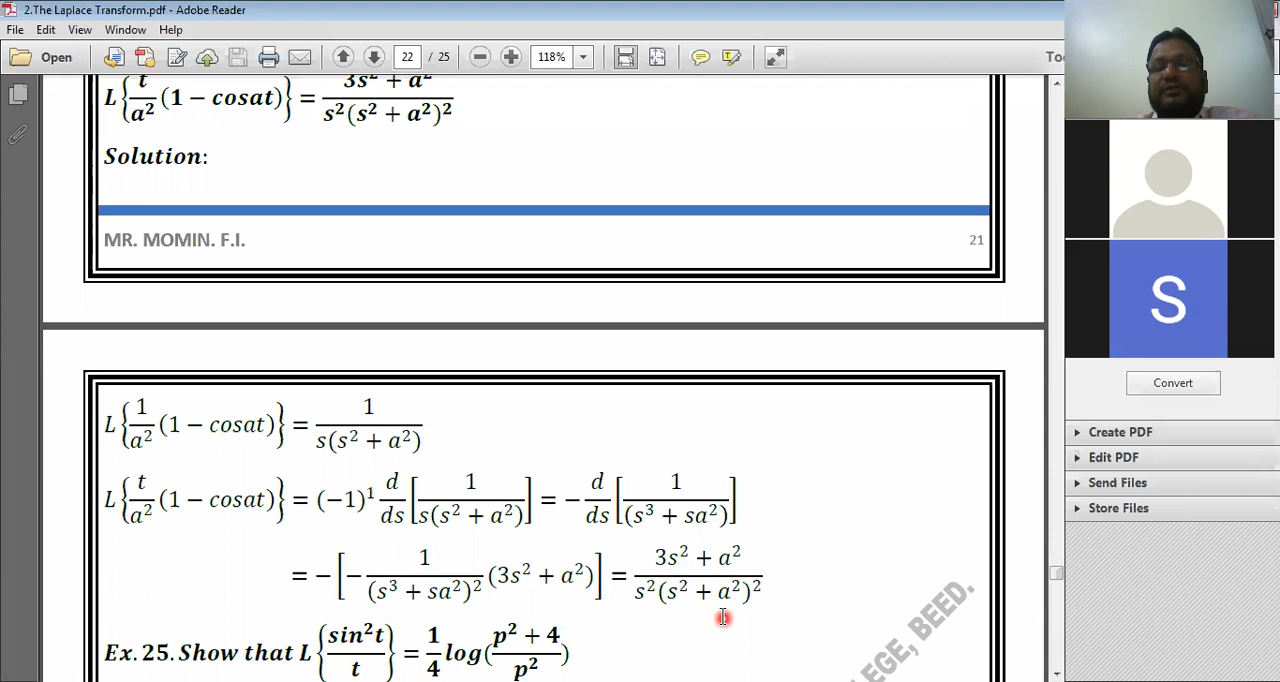 2.The Laplace Transform.pdf - Adobe Reader
File Edit View Window Help
Open 22 / 25 118% To
L{t/a²(1 − cosat)} = (3s² + a²)/(s²(s² + a²)²)
Solution:
MR. MOMIN. F.I. 21
L{1/a²(1 − cosat)} = 1/(s(s² + a²))
L{t/a²(1 − cosat)} = (−1)¹ d/ds[1/(s(s² + a²))] = − d/ds[1/((s³ + sa²))]
= −[−1/((s³ + sa²)²)(3s² + a²)] = (3s² + a²)/(s²(s² + a²)²)
Ex. 25. Show that L{sin²t/t} = 1/4 log((p² + 4)/p²)
LEGE, BEED.
S
Convert
Create PDF
Edit PDF
Send Files
Store Files